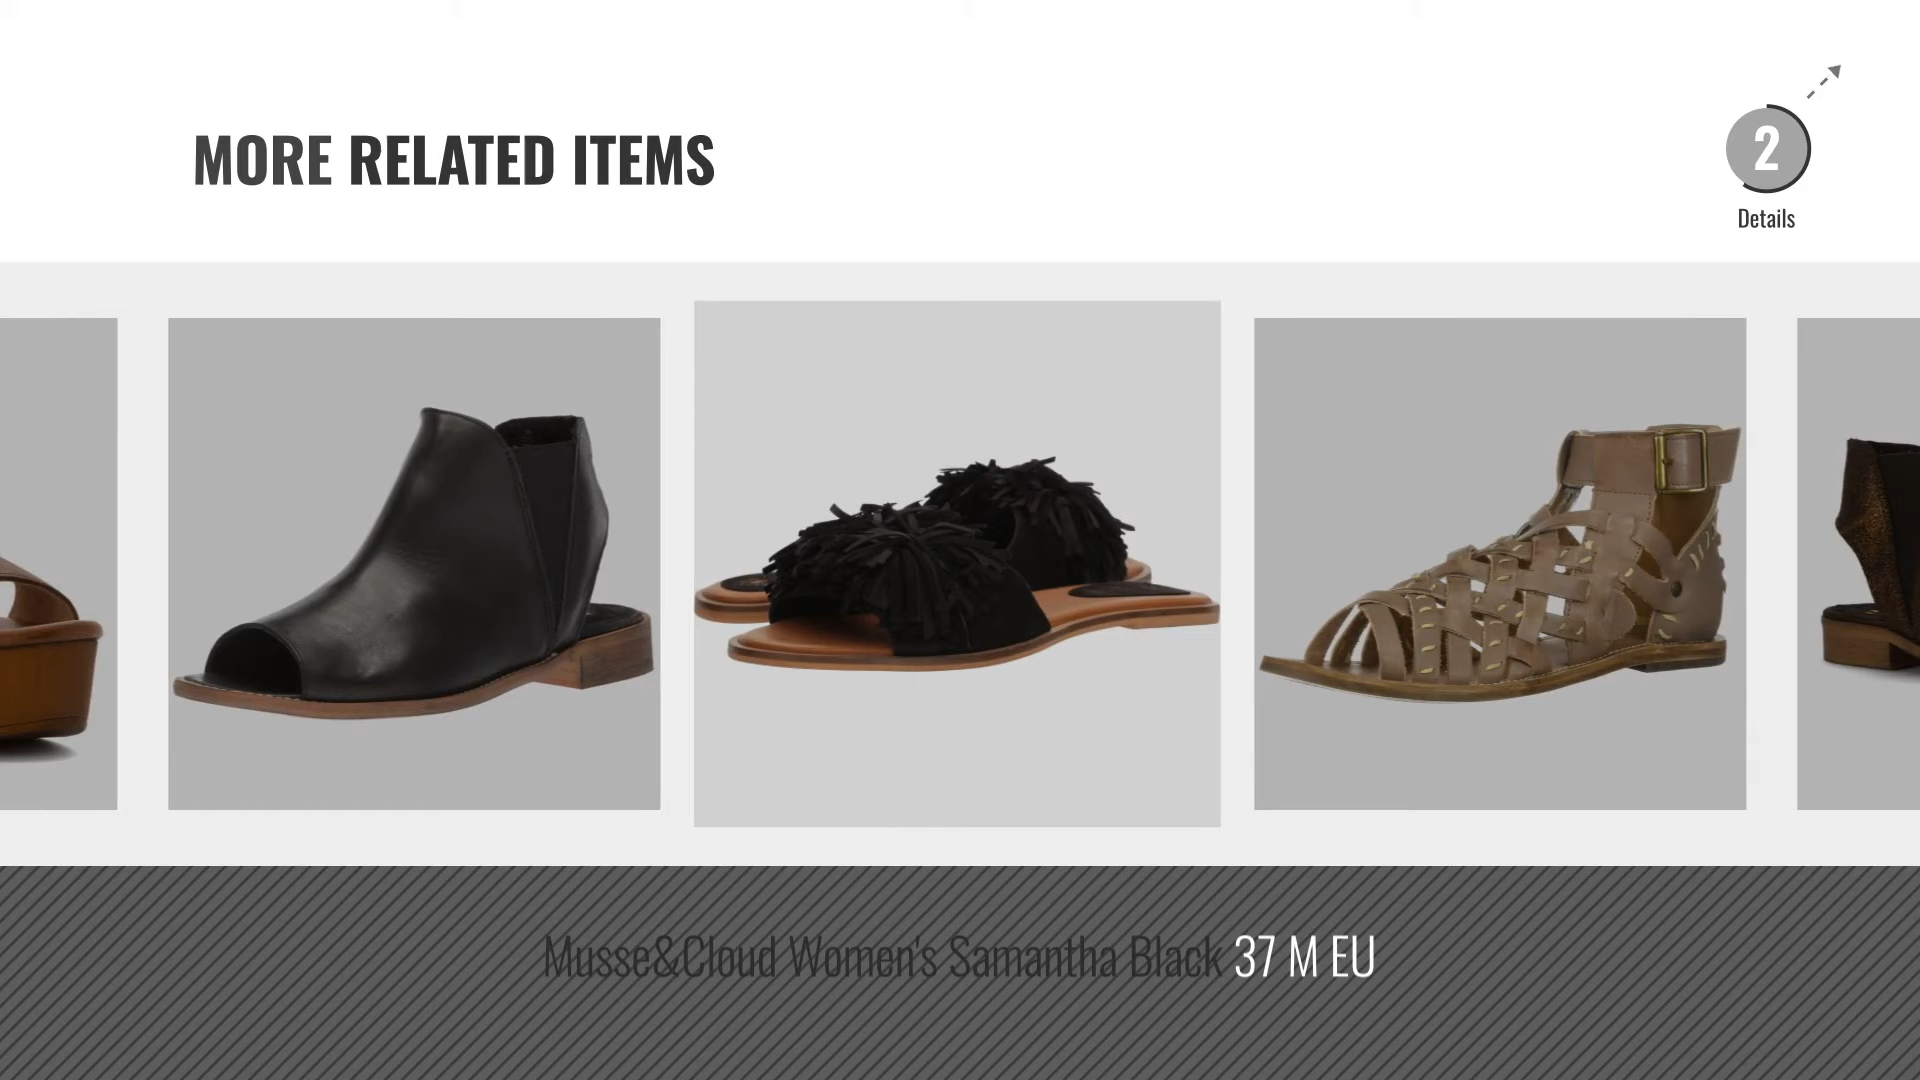 MORE RELATED ITEMS
2
Details
Musse&Cloud Women's Samantha Black 37 M EU